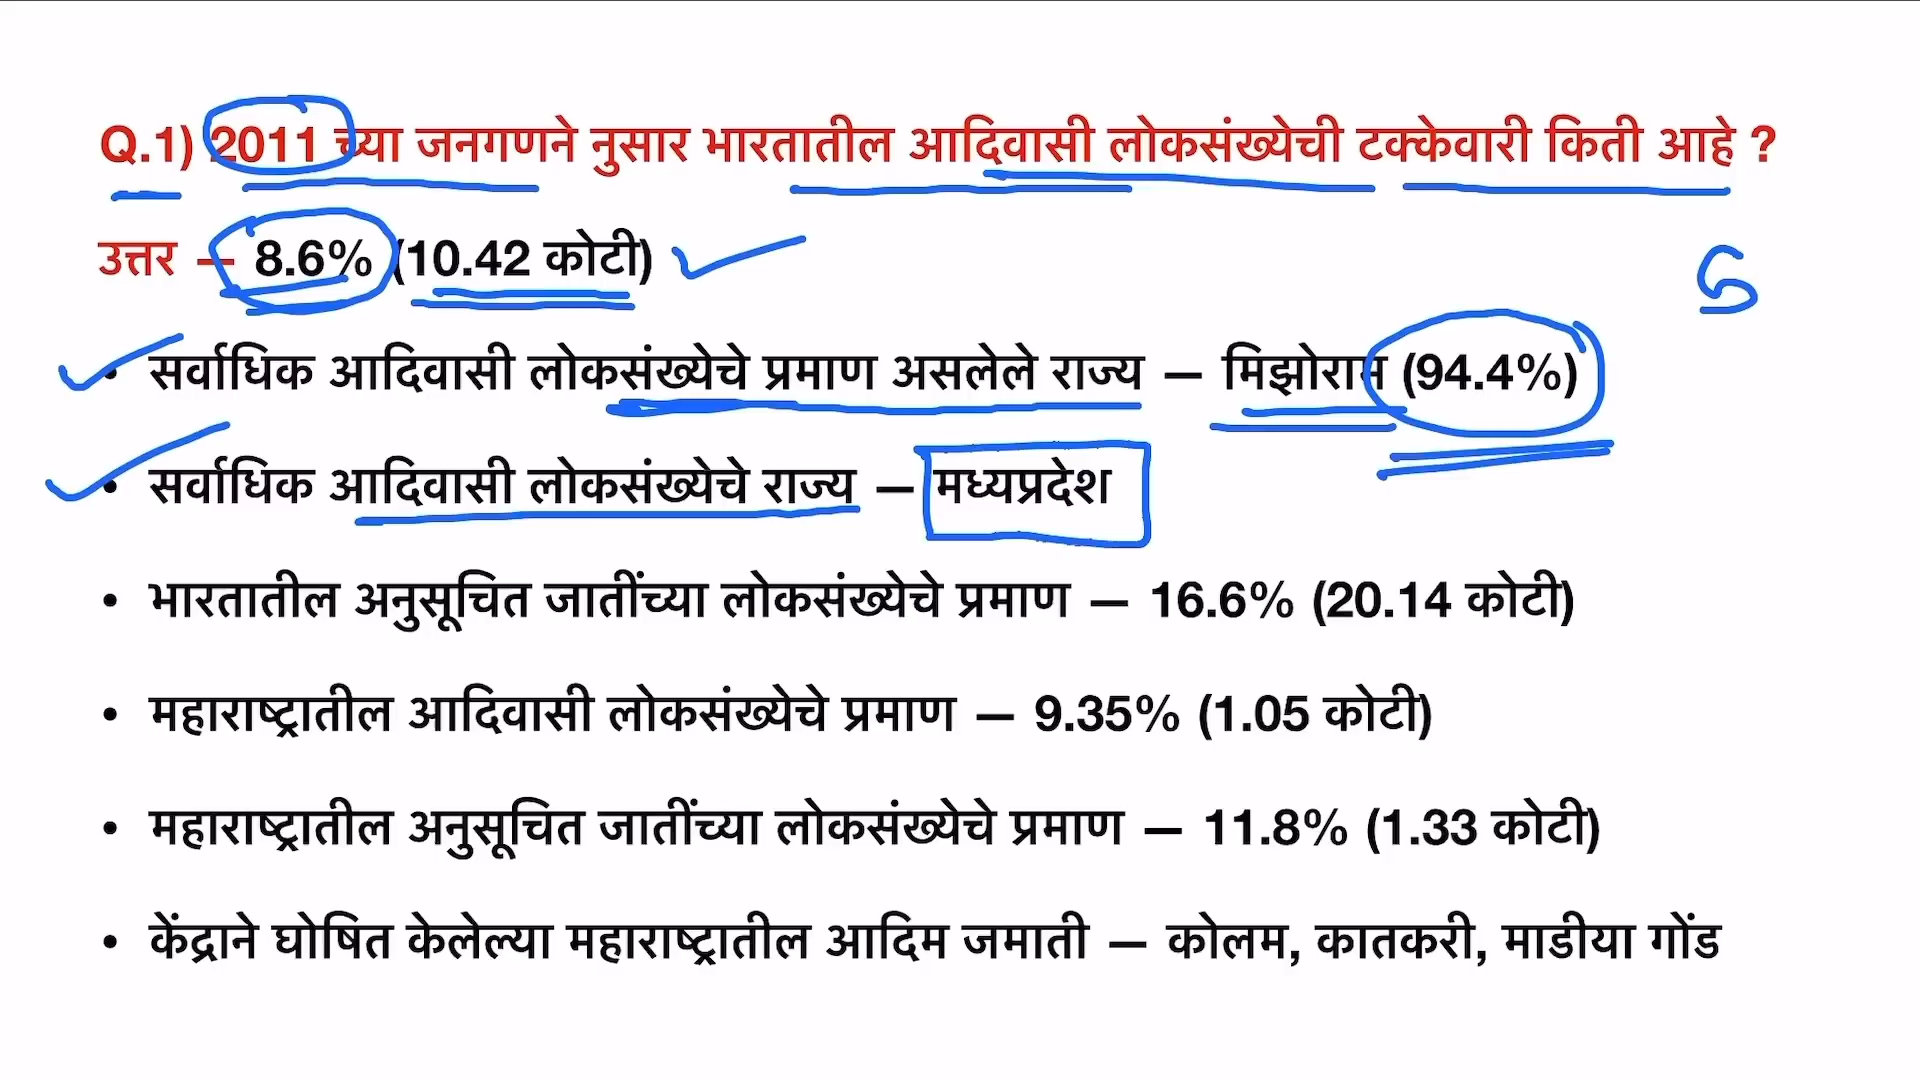 Q.1) 2011 च्या जनगणने नुसार भारतातील आदिवासी लोकसंख्येची टक्केवारी किती आहे ?
उत्तर – 8.6% (10.42 कोटी)
• सर्वाधिक आदिवासी लोकसंख्येचे प्रमाण असलेले राज्य – मिझोराम (94.4%)
• सर्वाधिक आदिवासी लोकसंख्येचे राज्य – मध्यप्रदेश
• भारतातील अनुसूचित जातींच्या लोकसंख्येचे प्रमाण – 16.6% (20.14 कोटी)
• महाराष्ट्रातील आदिवासी लोकसंख्येचे प्रमाण – 9.35% (1.05 कोटी)
• महाराष्ट्रातील अनुसूचित जातींच्या लोकसंख्येचे प्रमाण – 11.8% (1.33 कोटी)
• केंद्राने घोषित केलेल्या महाराष्ट्रातील आदिम जमाती – कोलम, कातकरी, माडीया गोंड